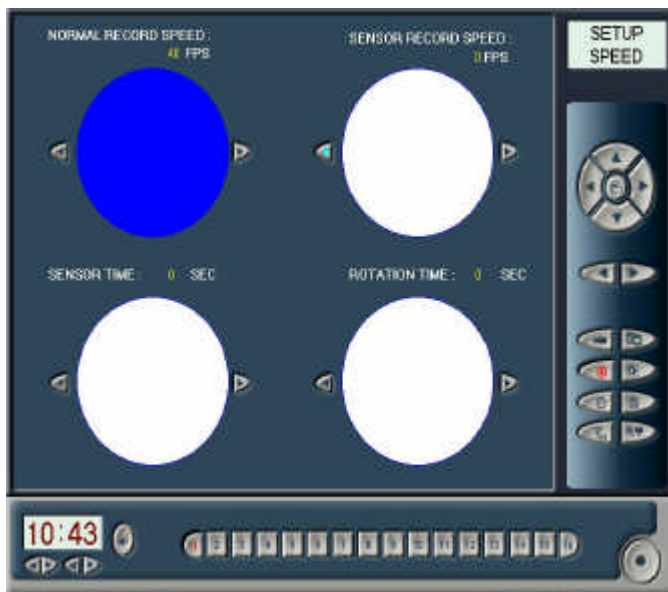 NORMAL RECORD SPEED :
FPS
SENSOR RECORD SPEED :
0 FPS
SETUP
SPEED
SENSOR TIME : 0 SEC
ROTATION TIME : 0 SEC
10:43